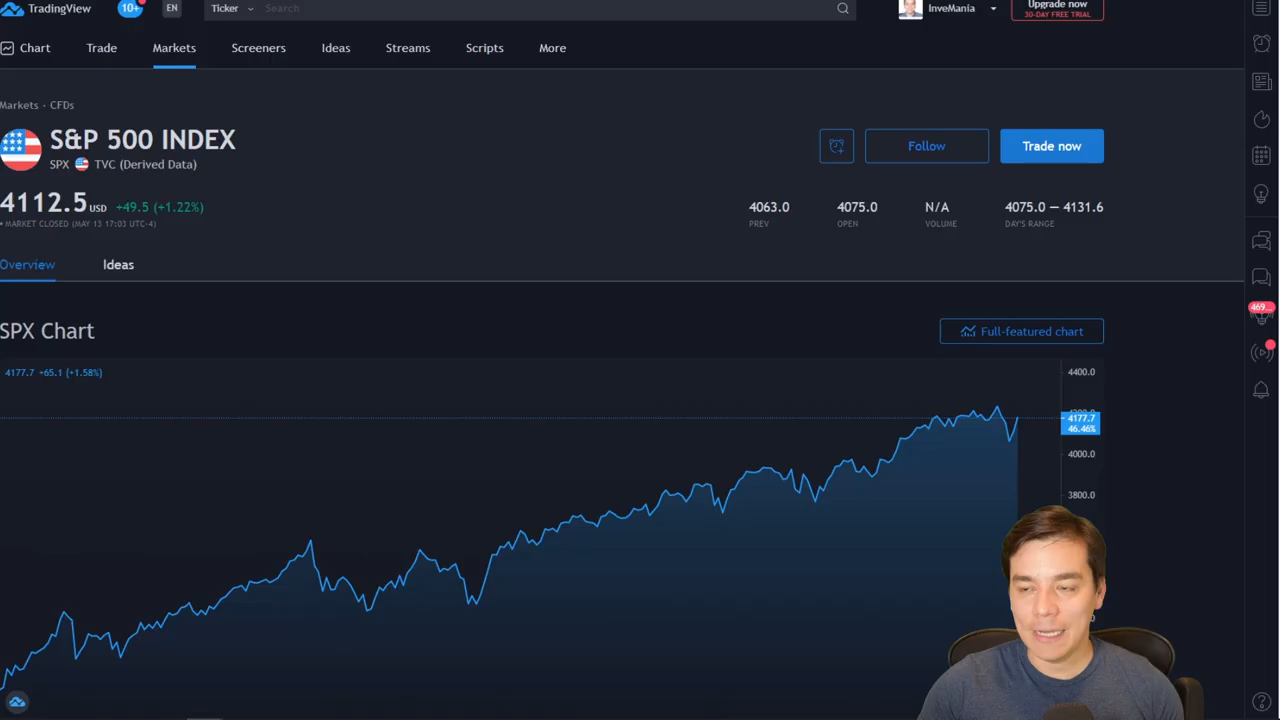 TradingView
10+
EN
Ticker
Search
InveMania
Upgrade now
30-DAY FREE TRIAL
Chart
Trade
Markets
Screeners
Ideas
Streams
Scripts
More
Markets · CFDs
S&P 500 INDEX
SPX TVC (Derived Data)
Follow
Trade now
4112.5 USD +49.5 (+1.22%)
• MARKET CLOSED (MAY 13 17:03 UTC-4)
4063.0
PREV
4075.0
OPEN
N/A
VOLUME
4075.0 — 4131.6
DAY'S RANGE
Overview
Ideas
469...
SPX Chart
Full-featured chart
4177.7 +65.1 (+1.58%)
4400.0
4177.7
46.46%
4000.0
3800.0